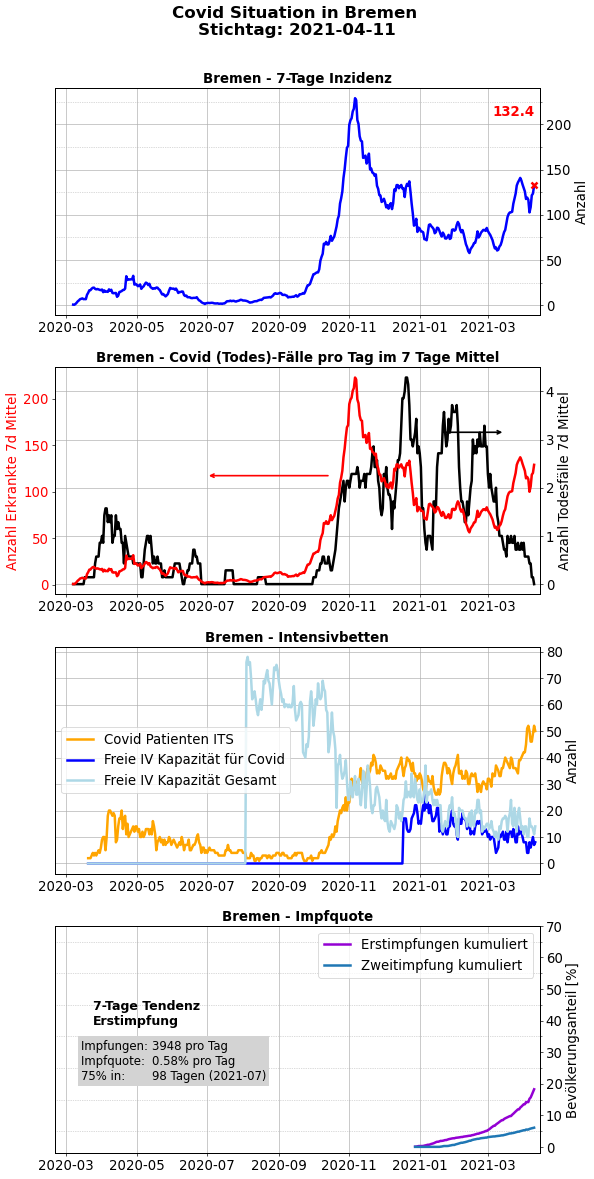 Covid Situation in Bremen
Stichtag: 2021-04-11
Bremen - 7-Tage Inzidenz
132.4
200
150
100
50
0
Anzahl
2020-03 2020-05 2020-07 2020-09 2020-11 2021-01 2021-03
Bremen - Covid (Todes)-Fälle pro Tag im 7 Tage Mittel
Anzahl Erkrankte 7d Mittel
200
150
100
50
0
4
3
2
1
0
Anzahl Todesfälle 7d Mittel
2020-03 2020-05 2020-07 2020-09 2020-11 2021-01 2021-03
Bremen - Intensivbetten
Covid Patienten ITS
Freie IV Kapazität für Covid
Freie IV Kapazität Gesamt
80
70
60
50
40
30
20
10
0
Anzahl
2020-03 2020-05 2020-07 2020-09 2020-11 2021-01 2021-03
Bremen - Impfquote
Erstimpfungen kumuliert
Zweitimpfung kumuliert
7-Tage Tendenz
Erstimpfung
Impfungen: 3948 pro Tag
Impfquote: 0.58% pro Tag
75% in: 98 Tagen (2021-07)
70
60
50
40
30
20
10
0
Bevölkerungsanteil [%]
2020-03 2020-05 2020-07 2020-09 2020-11 2021-01 2021-03